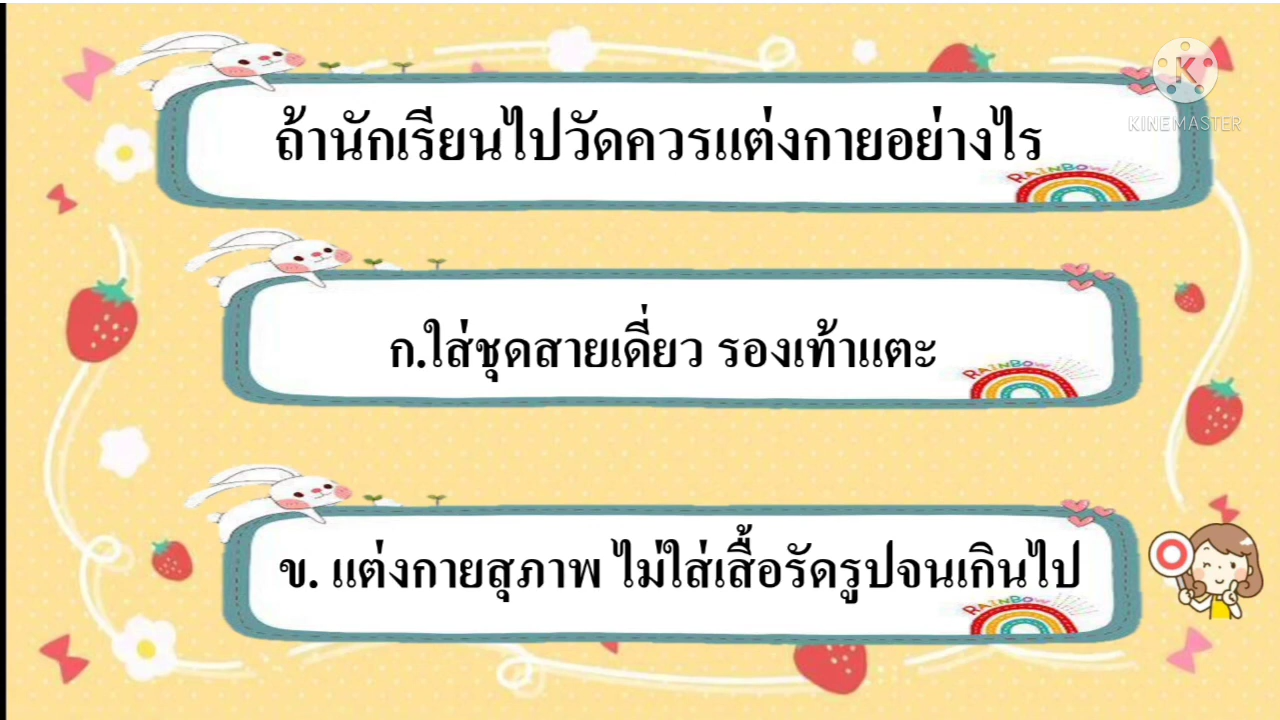 ถ้านักเรียนไปวัดควรแต่งกายอย่างไร
RAINBOW
K
KINEMASTER
ก.ใส่ชุดสายเดี่ยว รองเท้าแตะ
RAINBOW
ข. แต่งกายสุภาพ ไม่ใส่เสื้อรัดรูปจนเกินไป
RAINBOW